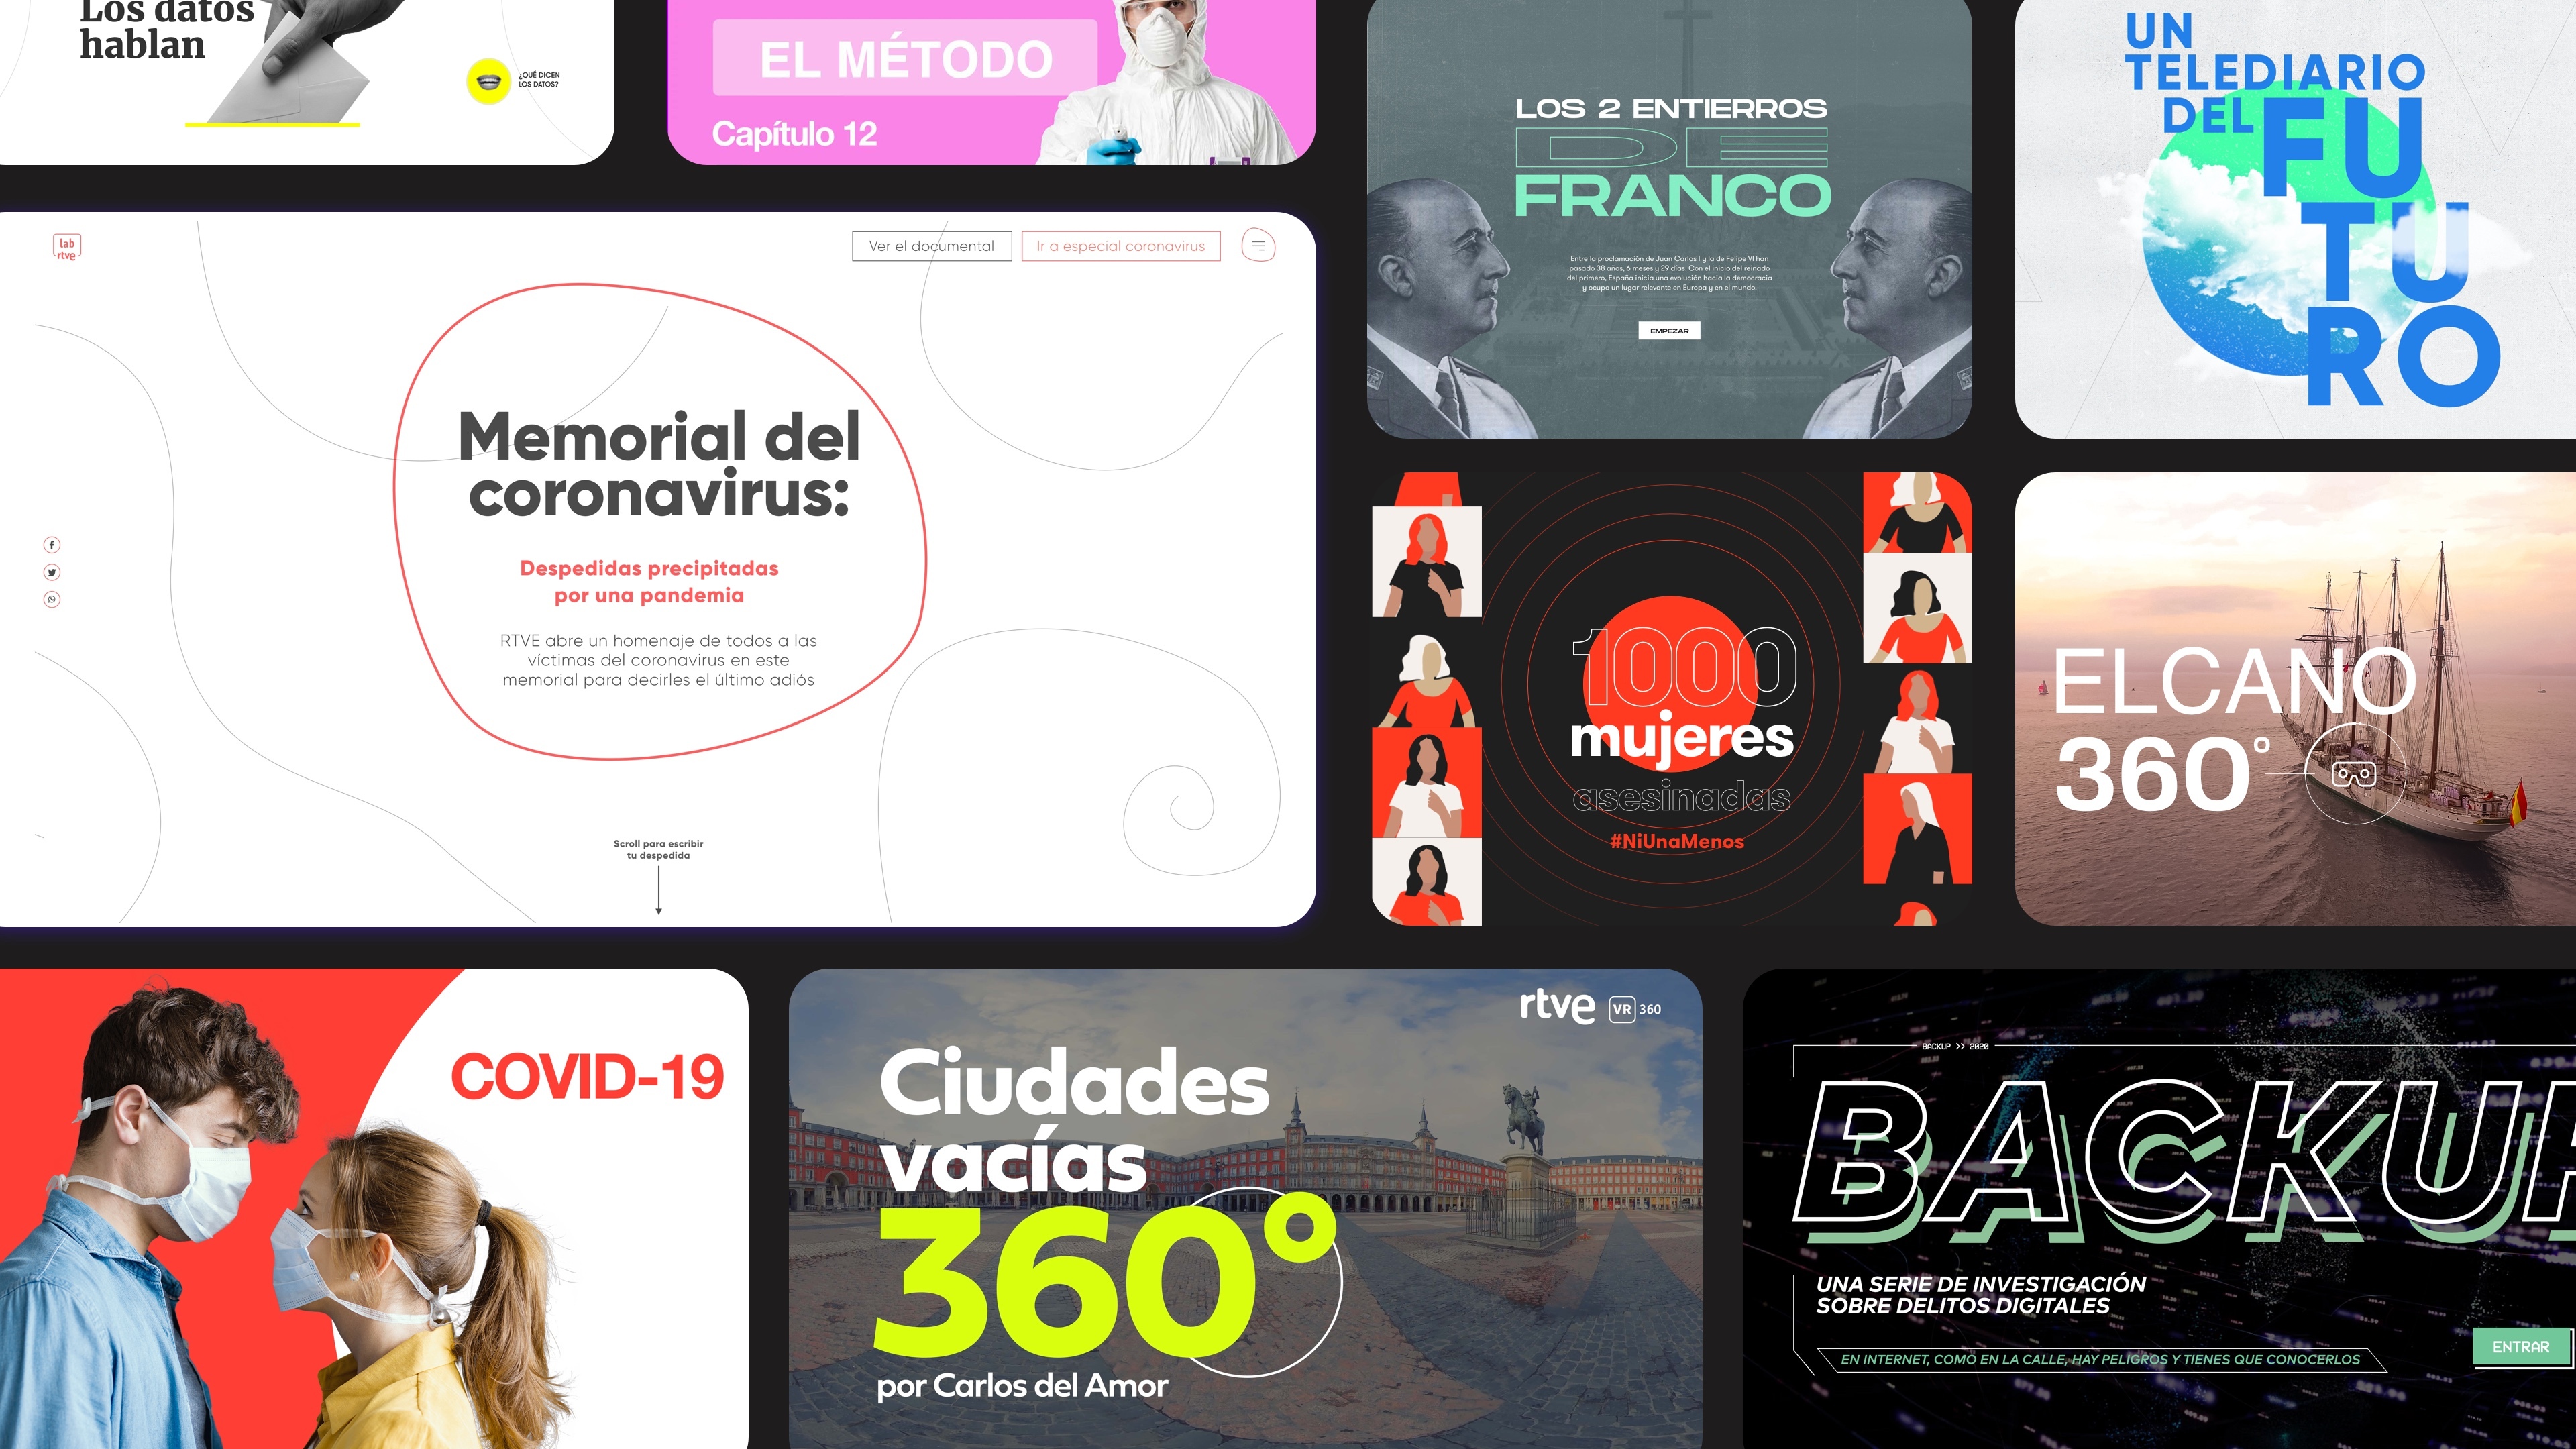 Los datos
hablan
¿QUÉ DICEN
LOS DATOS?
EL MÉTODO
Capítulo 12
LOS 2 ENTIERROS
DE
FRANCO
Entre la proclamación de Juan Carlos I y la de Felipe VI han
pasado 38 años, 6 meses y 29 días. Con el inicio del reinado
del primero, España inicia una evolución hacia la democracia
y ocupa un lugar relevante en Europa y en el mundo.
EMPEZAR
UN
TELEDIARIO
DEL
FU
TU
RO
lab
rtve
Ver el documental
Ir a especial coronavirus
Memorial del
coronavirus:
Despedidas precipitadas
por una pandemia
RTVE abre un homenaje de todos a las
víctimas del coronavirus en este
memorial para decirles el último adiós
Scroll para escribir
tu despedida
1000
mujeres
asesinadas
#NiUnaMenos
ELCANO
360°
COVID-19
rtve VR 360
Ciudades
vacías
360°
por Carlos del Amor
BACKUP >> 2020
BACKUP
UNA SERIE DE INVESTIGACIÓN
SOBRE DELITOS DIGITALES
ENTRAR
EN INTERNET, COMO EN LA CALLE, HAY PELIGROS Y TIENES QUE CONOCERLOS